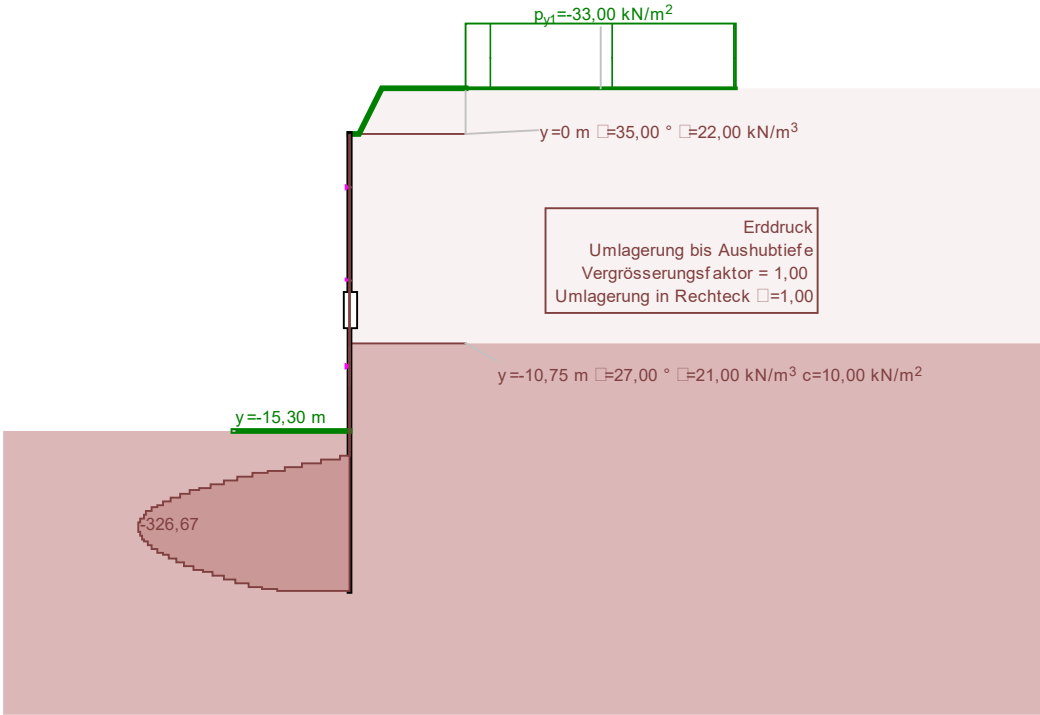 py1=-33,00 kN/m²
y=0 m □=35,00 ° □=22,00 kN/m³
Erddruck
Umlagerung bis Aushubtiefe
Vergrösserungsfaktor = 1,00
Umlagerung in Rechteck □=1,00
y=-10,75 m □=27,00 ° □=21,00 kN/m³ c=10,00 kN/m²
y=-15,30 m
-326,67